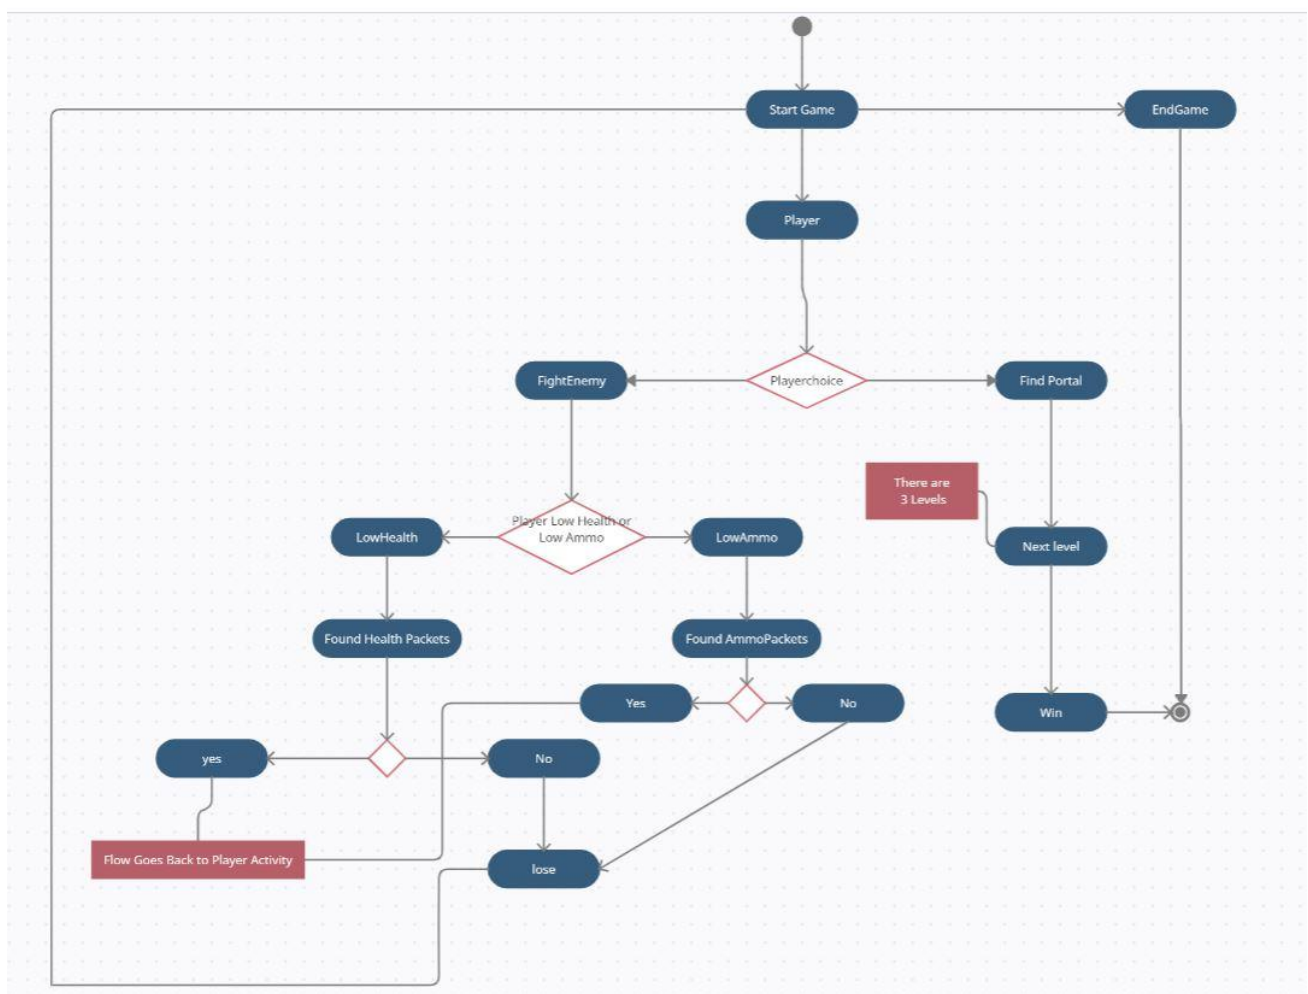 Start Game
EndGame
Player
FightEnemy
Playerchoice
Find Portal
There are
3 Levels
Player Low Health or
Low Ammo
LowHealth
LowAmmo
Next level
Found Health Packets
Found AmmoPackets
Yes
No
Win
yes
No
Flow Goes Back to Player Activity
lose